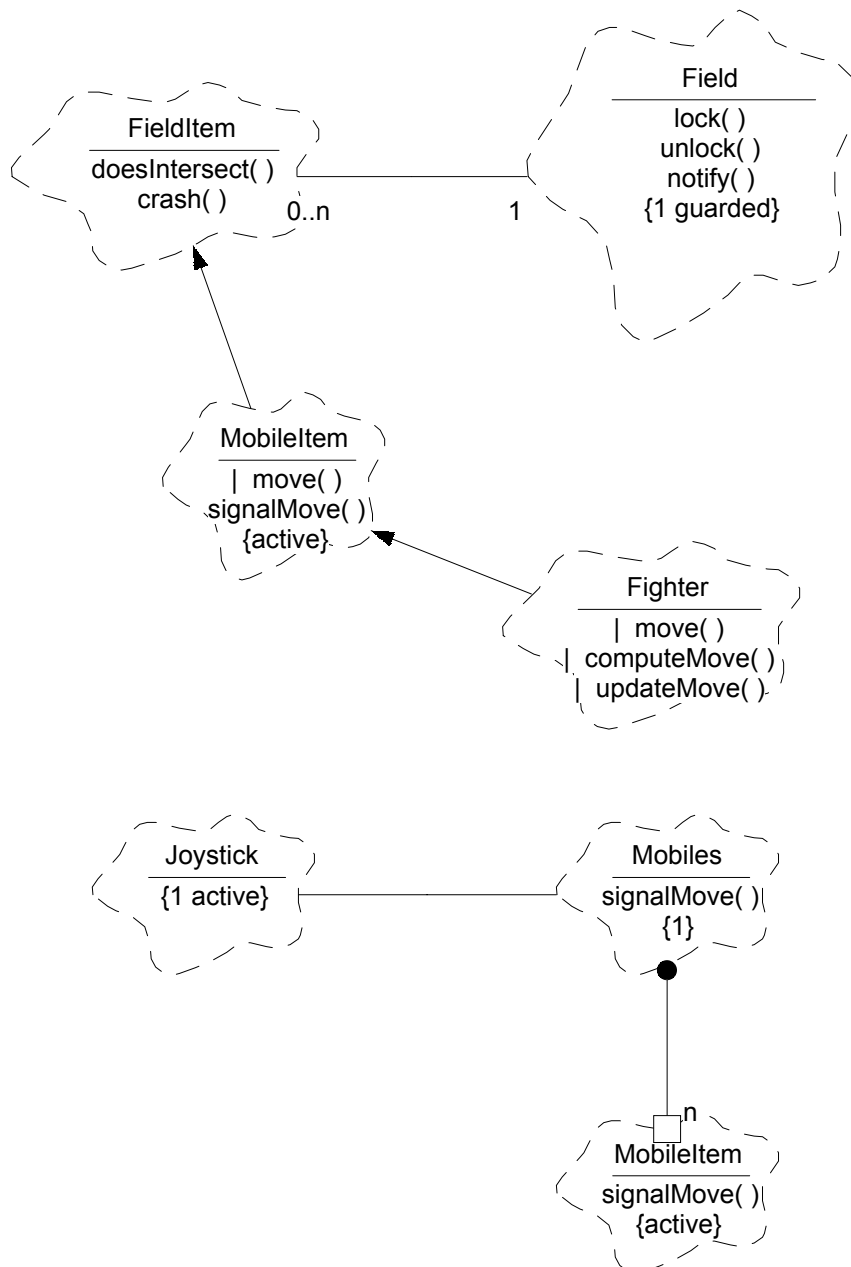 Field
lock( )
unlock( )
notify( )
{1 guarded}
FieldItem
doesIntersect( )
crash( )
0..n
1
MobileItem
| move( )
signalMove( )
{active}
Fighter
| move( )
| computeMove( )
| updateMove( )
Joystick
{1 active}
Mobiles
signalMove( )
{1}
n
MobileItem
signalMove( )
{active}